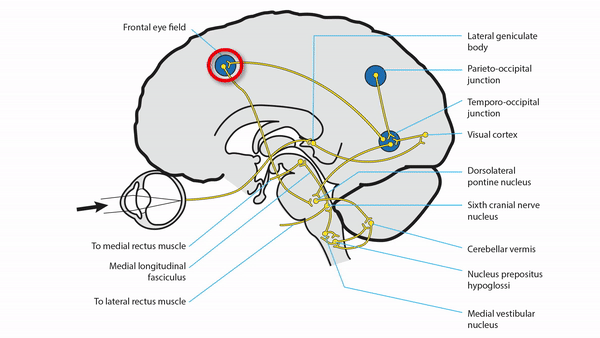 Frontal eye field
Lateral geniculate
body
Parieto-occipital
junction
Temporo-occipital
junction
Visual cortex
Dorsolateral
pontine nucleus
Sixth cranial nerve
nucleus
To medial rectus muscle
Cerebellar vermis
Medial longitudinal
fasciculus
Nucleus prepositus
hypoglossi
To lateral rectus muscle
Medial vestibular
nucleus